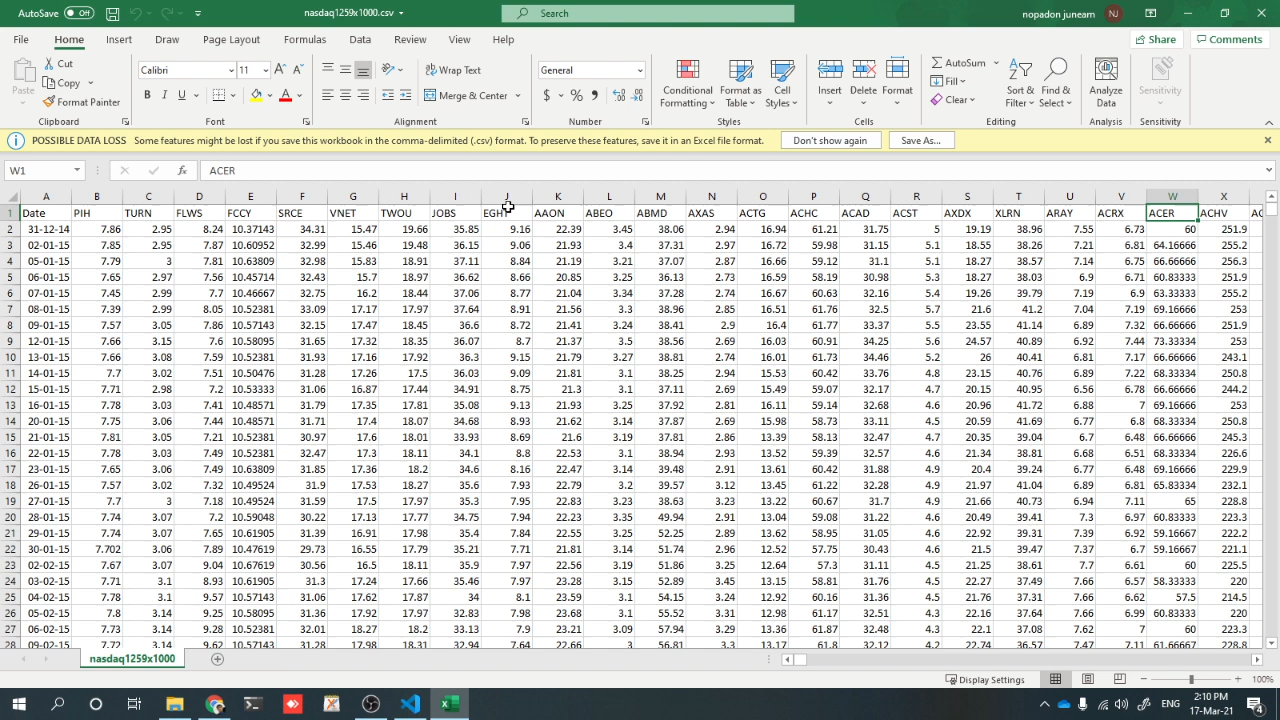 AutoSave Off nasdaq1259x1000.csv Search nopadon juneam NJ
File Home Insert Draw Page Layout Formulas Data Review View Help Share Comments
Paste Cut Copy Format Painter Clipboard
Calibri 11 B I U A Font
Wrap Text Merge & Center Alignment
General $ % Number
Conditional Formatting Format as Table Cell Styles Styles
Insert Delete Format Cells
AutoSum Fill Clear Sort & Filter Find & Select Editing
Analyze Data Analysis
Sensitivity Sensitivity
POSSIBLE DATA LOSS Some features might be lost if you save this workbook in the comma-delimited (.csv) format. To preserve these features, save it in an Excel file format. Don't show again Save As...
W1 fx ACER
A B C D E F G H I J K L M N O P Q R S T U V W X
1 Date PIH TURN FLWS FCCY SRCE VNET TWOU JOBS EGHT AAON ABEO ABMD AXAS ACTG ACHC ACAD ACST AXDX XLRN ARAY ACRX ACER ACHV
2 31-12-14 7.86 2.95 8.24 10.37143 34.31 15.47 19.66 35.85 9.16 22.39 3.45 38.06 2.94 16.94 61.21 31.75 5 19.19 38.96 7.55 6.73 60 251.9
3 02-01-15 7.85 2.95 7.87 10.60952 32.96 15.46 19.48 36.15 9.06 21.93 3.4 37.31 2.97 16.72 59.98 31.15 5.1 18.55 38.26 7.21 6.81 64.16666 255.2
4 05-01-15 7.79 3 7.81 10.63809 32.98 15.83 18.97 37.11 8.84 21.19 3.21 37.07 2.87 16.66 59.12 31.1 5.1 18.27 38.57 7.14 6.75 66.66666 256.3
5 06-01-15 7.65 2.97 7.56 10.45714 32.43 15.7 18.97 36.62 8.66 20.85 3.25 36.13 2.73 16.59 58.19 30.98 5.3 18.27 38.03 6.9 6.71 60.83333 251.9
6 07-01-15 7.45 2.99 7.7 10.46667 32.75 16.2 18.44 37.06 8.77 21.04 3.34 37.28 2.74 16.67 60.63 32.16 5.4 19.26 39.79 7.19 6.9 63.33333 255.2
7 08-01-15 7.39 2.99 8.05 10.52381 33.09 17.17 17.97 37.64 8.91 21.56 3.3 38.96 2.85 16.51 61.76 32.5 5.7 21.6 41.2 7.04 7.19 69.16666 253
8 09-01-15 7.57 3.05 7.86 10.57143 32.15 17.47 18.45 36.6 8.72 21.41 3.24 38.41 2.9 16.4 61.77 33.37 5.5 23.55 41.14 6.89 7.32 66.66666 251.9
9 12-01-15 7.66 3.15 7.6 10.58095 31.65 17.32 18.35 36.07 8.7 21.37 3.5 38.56 2.69 16.03 60.91 34.25 5.6 24.57 40.89 6.92 7.44 73.33334 253
10 13-01-15 7.66 3.08 7.59 10.52381 31.93 17.16 17.92 36.3 9.15 21.79 3.27 38.81 2.74 16.01 61.73 34.46 5.2 26 40.41 6.81 7.17 66.66666 243.1
11 14-01-15 7.7 3.02 7.51 10.50476 31.28 17.26 17.5 36.03 9.09 21.81 3.1 38.25 2.94 15.53 60.42 33.76 4.8 23.15 40.76 6.89 7.22 68.33334 250.8
12 15-01-15 7.71 2.98 7.2 10.53333 31.06 16.87 17.44 34.91 8.75 21.3 3.1 37.11 2.69 15.49 59.07 32.17 4.7 20.15 40.95 6.56 6.78 66.66666 244.2
13 16-01-15 7.78 3.03 7.41 10.48571 31.79 17.35 17.81 35.08 9.13 21.93 3.25 37.92 2.81 16.11 59.14 32.68 4.6 20.96 41.72 6.88 7 69.16666 253
14 20-01-15 7.75 3.06 7.44 10.48571 31.71 17.4 18.07 34.68 8.93 21.62 3.14 37.87 2.69 15.98 58.73 33.11 4.5 20.59 41.69 6.77 6.8 68.33334 250.8
15 21-01-15 7.81 3.05 7.21 10.52381 30.97 17.6 18.01 33.93 8.69 21.6 3.19 37.81 2.86 13.39 58.13 32.47 4.7 20.35 39.04 6.7 6.48 66.66666 245.3
16 22-01-15 7.78 3.03 7.49 10.52381 32.47 17.3 18.11 34.1 8.8 22.53 3.1 38.94 2.93 13.52 59.39 32.57 4.6 21.34 38.81 6.68 6.51 68.33334 226.6
17 23-01-15 7.65 3.06 7.49 10.63809 31.85 17.36 18.2 34.6 8.16 22.47 3.14 39.48 2.91 13.61 60.42 31.88 4.9 20.4 39.24 6.77 6.48 69.16666 229.9
18 26-01-15 7.57 3.02 7.32 10.49524 31.9 17.53 18.27 35.6 7.93 22.79 3.2 39.57 3.12 13.45 61.24 32.28 4.9 21.97 41.04 6.89 6.81 65.83334 232.1
19 27-01-15 7.7 3 7.18 10.49524 31.59 17.5 17.97 35.3 7.95 22.83 3.23 38.63 3.23 13.22 60.67 31.7 4.9 21.66 40.73 6.94 7.11 65 228.8
20 28-01-15 7.74 3.07 7.2 10.59048 30.22 17.13 17.77 34.75 7.94 22.23 3.35 49.94 2.91 13.04 59.08 31.22 4.6 20.49 39.41 7.3 6.97 60.83333 223.3
21 29-01-15 7.74 3.07 7.65 10.61905 31.39 16.91 17.98 35.4 7.84 22.55 3.25 52.25 2.89 13.25 58.95 31.05 4.6 22.92 39.31 7.39 6.92 59.16667 222.2
22 30-01-15 7.702 3.06 7.89 10.47619 29.73 16.55 17.79 35.21 7.71 21.81 3.14 51.74 2.96 12.52 57.75 30.43 4.6 21.5 39.47 7.37 6.7 59.16667 221.1
23 02-02-15 7.67 3.07 9.04 10.67619 30.56 16.5 18.11 35.9 7.97 22.56 3.19 51.86 3.25 12.64 57.3 31.11 4.6 21.25 38.61 7.7 6.61 60 225.5
24 03-02-15 7.71 3.1 8.93 10.61905 31.3 17.24 17.66 35.46 7.97 23.28 3.15 52.89 3.45 13.15 58.81 31.76 4.6 22.27 37.49 7.66 6.57 58.33333 220
25 04-02-15 7.78 3.1 9.57 10.57143 31.06 17.62 17.87 34 8.1 23.59 3.1 54.15 3.24 12.92 60.16 31.36 4.5 21.76 37.31 7.66 6.62 57.5 214.5
26 05-02-15 7.8 3.14 9.25 10.58095 31.36 17.92 17.97 32.83 7.98 23.68 3.1 55.52 3.31 12.98 61.17 32.51 4.3 22.16 37.64 7.66 6.99 60.83333 220
27 06-02-15 7.73 3.14 9.28 10.52381 32.01 18.27 18.2 33.13 7.9 23.21 3.09 57.94 3.29 13.36 61.87 32.48 4.3 22.1 37.08 7.62 7 60 223.3
28 09-02-15 7.72 3.14 9.62 10.57143 31.28 17.98 18.31 32.94 7.64 22.66 3 56.81 3.3 13.17 61.8 32.12 4.2 22.74 36.57 7.47 7.11 61.66667 228.8
nasdaq1259x1000
Display Settings 100%
ENG 2:10 PM
17-Mar-21 4